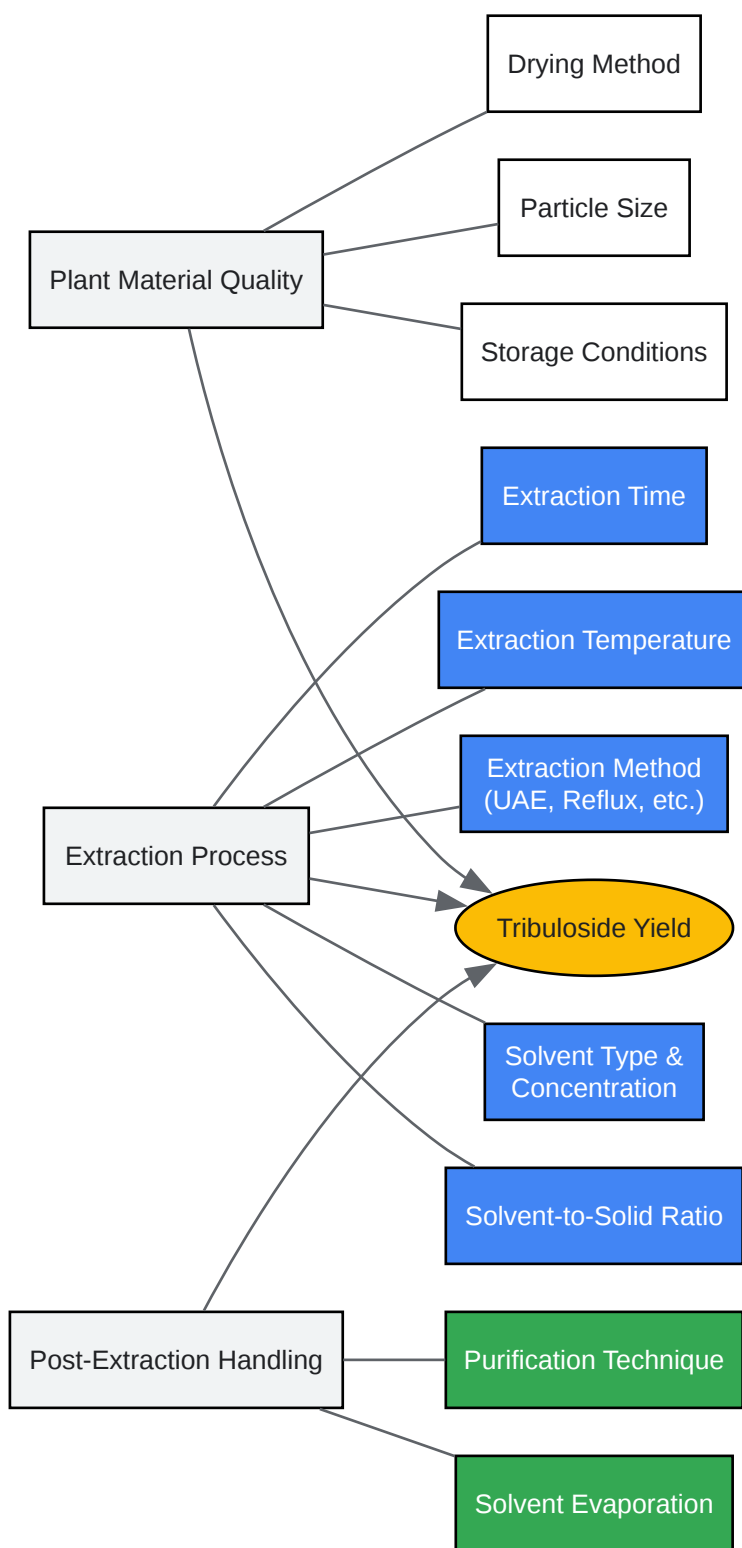 Drying Method
Particle Size
Plant Material Quality
Storage Conditions
Extraction Time
Extraction Temperature
Extraction Method
(UAE, Reflux, etc.)
Extraction Process
Tribuloside Yield
Solvent Type &
Concentration
Solvent-to-Solid Ratio
Post-Extraction Handling
Purification Technique
Solvent Evaporation